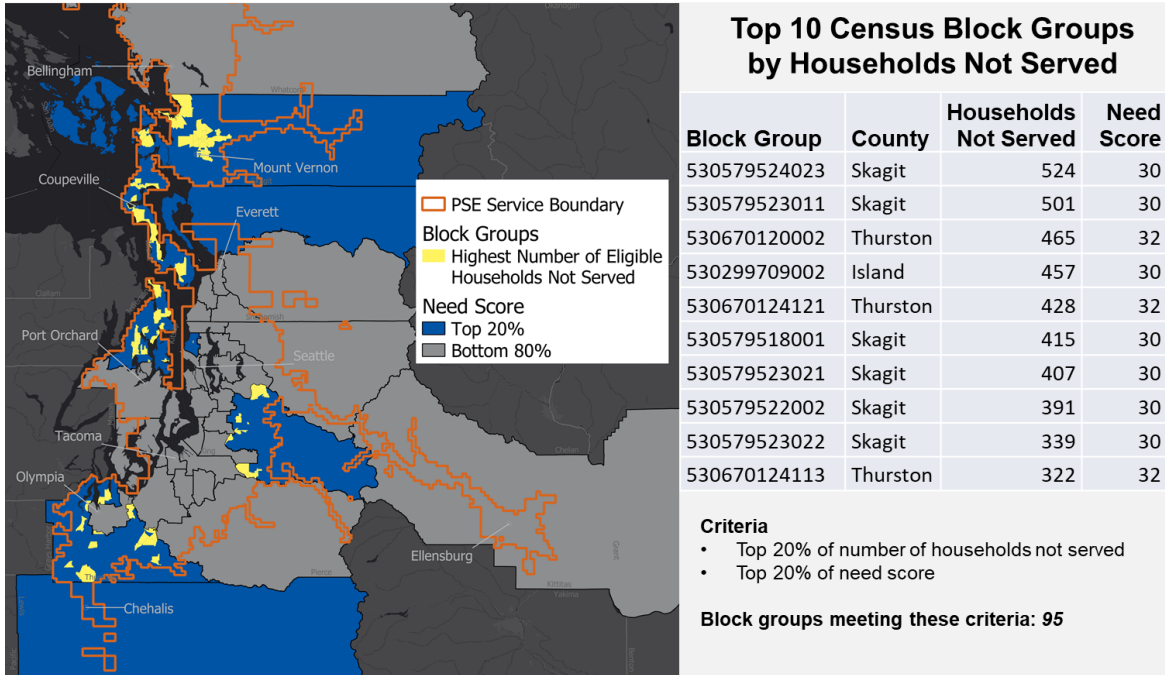 Bellingham
Whatcom
Mount Vernon
Coupeville
Everett
Port Orchard
Seattle
Tacoma
Olympia
Ellensburg
Pierce
Kittitas
Yakima
Chehalis
PSE Service Boundary
Block Groups
Highest Number of Eligible
Households Not Served
Need Score
Top 20%
Bottom 80%
Top 10 Census Block Groups
by Households Not Served
Block Group County Households Not Served Need Score
530579524023 Skagit 524 30
530579523011 Skagit 501 30
530670120002 Thurston 465 32
530299709002 Island 457 30
530670124121 Thurston 428 32
530579518001 Skagit 415 30
530579523021 Skagit 407 30
530579522002 Skagit 391 30
530579523022 Skagit 339 30
530670124113 Thurston 322 32
Criteria
• Top 20% of number of households not served
• Top 20% of need score
Block groups meeting these criteria: 95